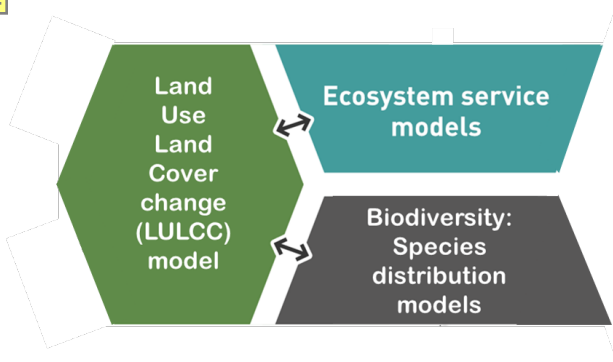 Land
Use
Land
Cover
change
(LULCC)
model
Ecosystem service
models
Biodiversity:
Species
distribution
models